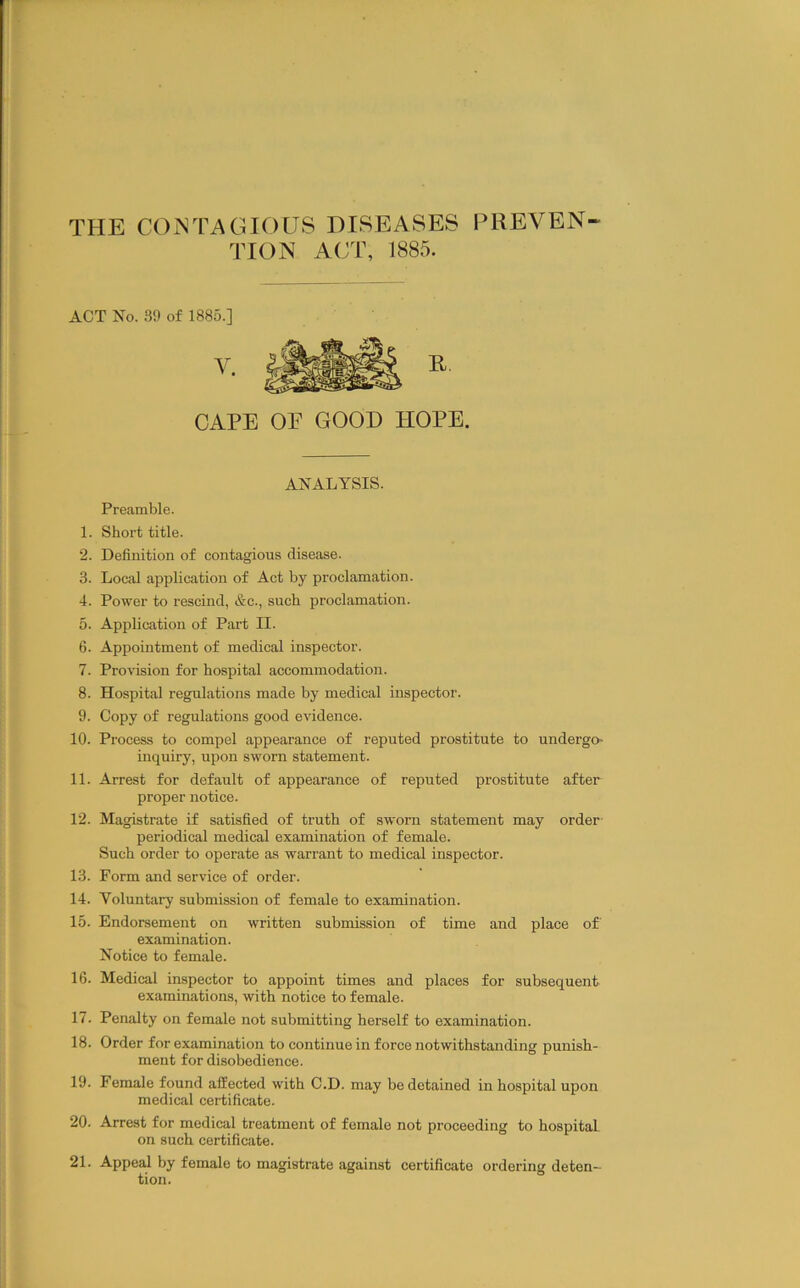 THE CONTAGIOUS DISEASES PREVEN-
TION ACT, 1885.
ACT No. 39 of 1885.]
V. R.
CAPE OF GOOD HOPE.
ANALYSIS.
Preamble.
1. Short title.
2. Definition of contagious disease.
3. Local application of Act by proclamation.
4. Power to rescind, &c., such proclamation.
5. Application of Part II.
6. Appointment of medical inspector.
7. Provision for hospital accommodation.
8. Hospital regulations made by medical inspector.
9. Copy of regulations good evidence.
10. Process to compel appearance of reputed prostitute to undergo
inquiry, upon sworn statement.
11. Arrest for default of appearance of reputed prostitute after
proper notice.
12. Magistrate if satisfied of truth of sworn statement may order
periodical medical examination of female.
Such order to operate as warrant to medical inspector.
13. Form and service of order.
14. Voluntary submission of female to examination.
15. Endorsement on written submission of time and place of
examination.
Notice to female.
16. Medical inspector to appoint times and places for subsequent
examinations, with notice to female.
17. Penalty on female not submitting herself to examination.
18. Order for examination to continue in force notwithstanding punish-
ment for disobedience.
19. Female found affected with C.D. may be detained in hospital upon
medical certificate.
20. Arrest for medical treatment of female not proceeding to hospital
on such certificate.
21. Appeal by female to magistrate against certificate ordering deten-
tion.